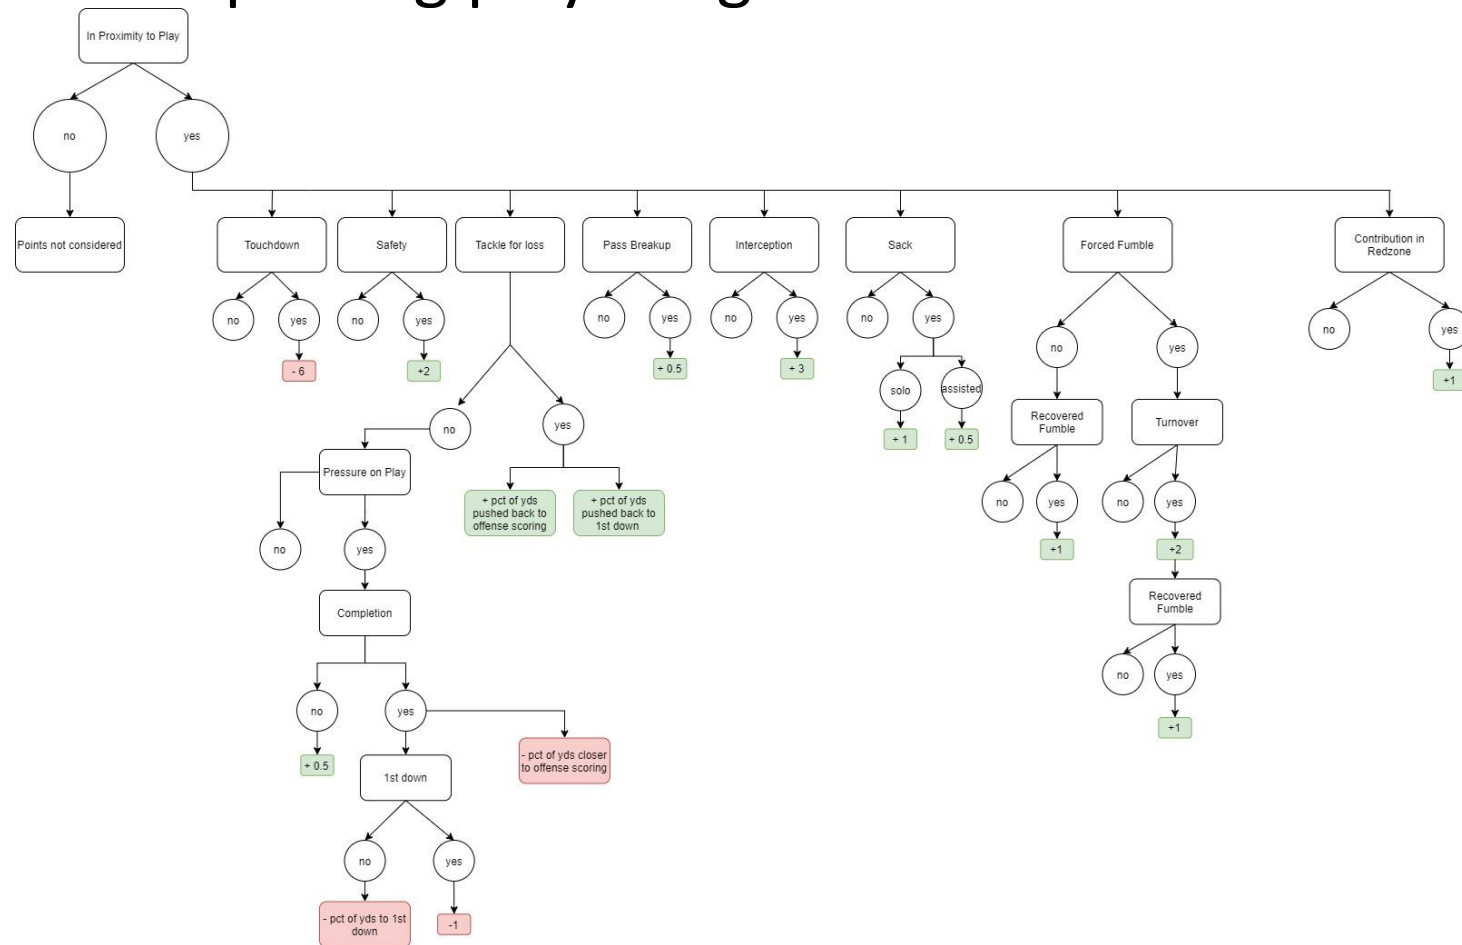 In Proximity to Play
no
yes
Points not considered
Touchdown
Safety
Tackle for loss
Pass Breakup
Interception
Sack
Forced Fumble
Contribution in
Redzone
no
yes
no
yes
no
yes
no
yes
no
yes
no
yes
no
yes
- 6
+2
+ 0.5
+ 3
+1
solo
assisted
no
yes
+ 1
+ 0.5
Recovered
Fumble
Turnover
Pressure on Play
+ pct of yds
pushed back to
offense scoring
+ pct of yds
pushed back to
1st down
no
yes
no
yes
no
yes
+1
+2
Completion
Recovered
Fumble
no
yes
no
yes
+1
- pct of yds closer
to offense scoring
+ 0.5
1st down
no
yes
- pct of yds to 1st
down
-1